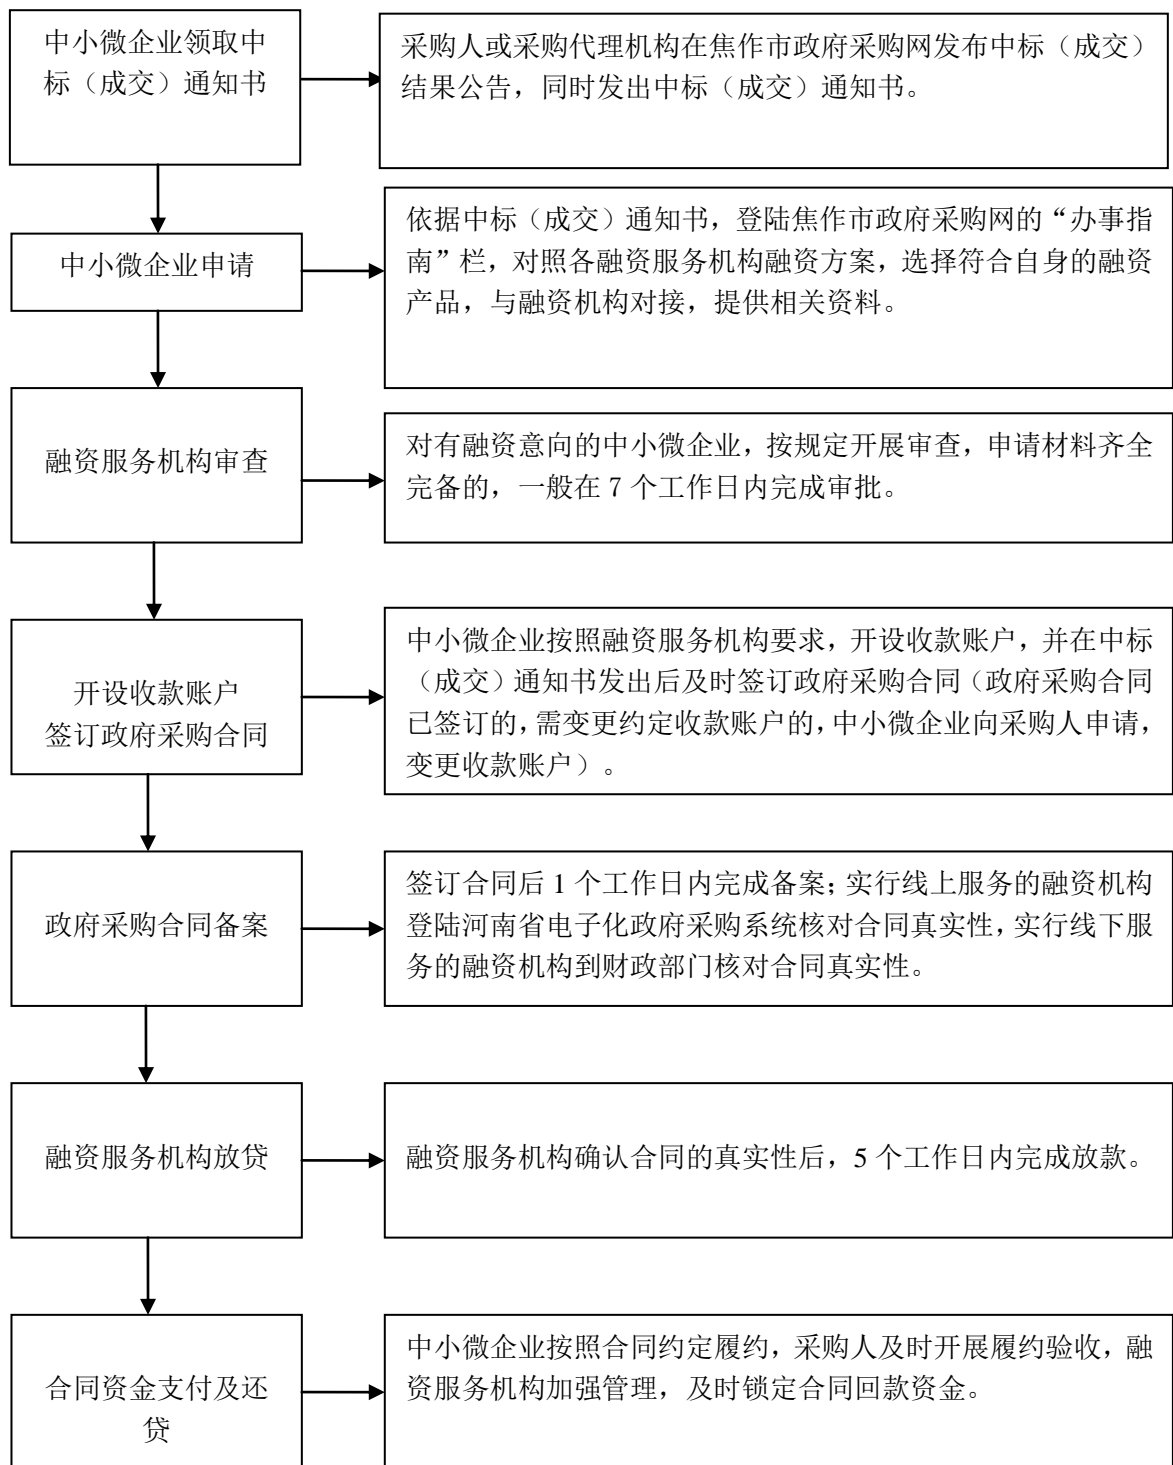 中小微企业领取中
标（成交）通知书
采购人或采购代理机构在焦作市政府采购网发布中标（成交）
结果公告，同时发出中标（成交）通知书。
中小微企业申请
依据中标（成交）通知书，登陆焦作市政府采购网的“办事指
南”栏，对照各融资服务机构融资方案，选择符合自身的融资
产品，与融资机构对接，提供相关资料。
融资服务机构审查
对有融资意向的中小微企业，按规定开展审查，申请材料齐全
完备的，一般在 7 个工作日内完成审批。
开设收款账户
签订政府采购合同
中小微企业按照融资服务机构要求，开设收款账户，并在中标
（成交）通知书发出后及时签订政府采购合同（政府采购合同
已签订的，需变更约定收款账户的，中小微企业向采购人申请，
变更收款账户）。
政府采购合同备案
签订合同后 1 个工作日内完成备案；实行线上服务的融资机构
登陆河南省电子化政府采购系统核对合同真实性，实行线下服
务的融资机构到财政部门核对合同真实性。
融资服务机构放贷
融资服务机构确认合同的真实性后，5 个工作日内完成放款。
合同资金支付及还
贷
中小微企业按照合同约定履约，采购人及时开展履约验收，融
资服务机构加强管理，及时锁定合同回款资金。